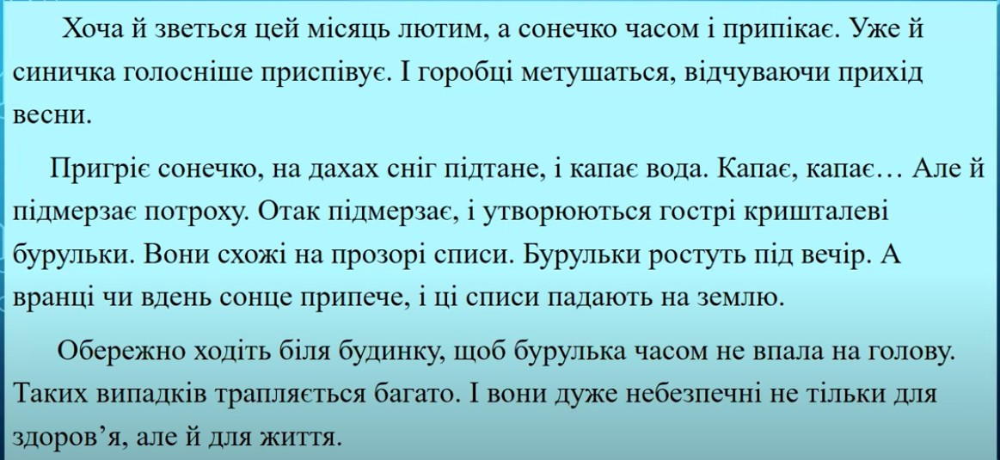 Хоча й зветься цей місяць лютим, а сонечко часом і припікає. Уже й
синичка голосніше приспівує. І горобці метушаться, відчуваючи прихід
весни.
Пригріє сонечко, на дахах сніг підтане, і капає вода. Капає, капає… Але й
підмерзає потроху. Отак підмерзає, і утворюються гострі кришталеві
бурульки. Вони схожі на прозорі списи. Бурульки ростуть під вечір. А
вранці чи вдень сонце припече, і ці списи падають на землю.
Обережно ходіть біля будинку, щоб бурулька часом не впала на голову.
Таких випадків трапляється багато. І вони дуже небезпечні не тільки для
здоров’я, але й для життя.